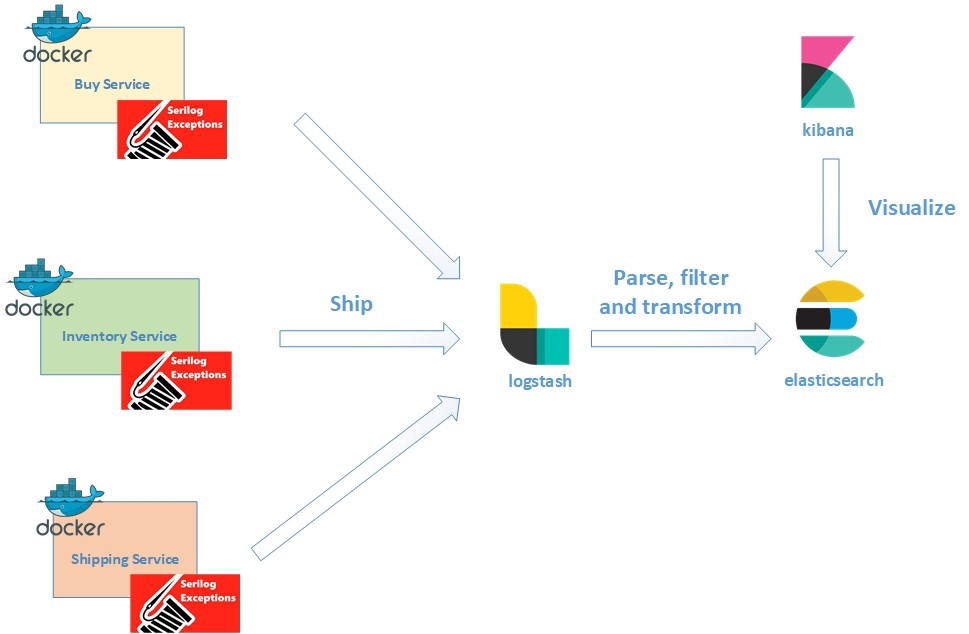 docker
Buy Service
Serilog
Exceptions
kibana
Visualize
docker
Inventory Service
Serilog
Exceptions
Ship
Parse, filter
and transform
logstash
elasticsearch
docker
Shipping Service
Serilog
Exceptions